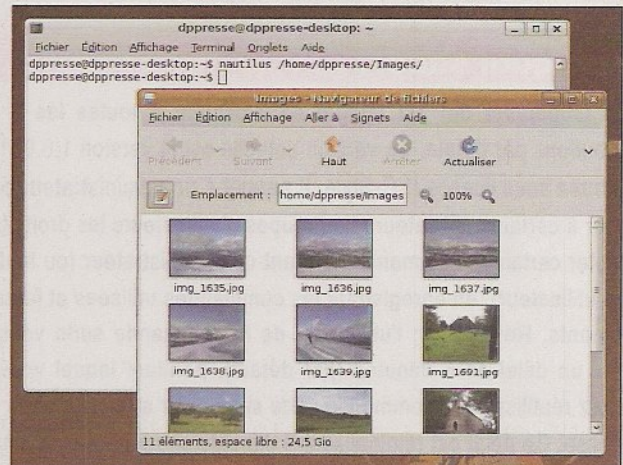 dppresse@dppresse-desktop: ~
Fichier Édition Affichage Terminal Onglets Aide
dppresse@dppresse-desktop:~$ nautilus /home/dppresse/Images/
dppresse@dppresse-desktop:~$
Images - Navigateur de fichiers
Fichier Édition Affichage Aller à Signets Aide
Précédent Suivant Haut Arrêter Actualiser
Emplacement : home/dppresse/Images 100%
img_1635.jpg img_1636.jpg img_1637.jpg
img_1638.jpg img_1639.jpg img_1691.jpg
11 éléments, espace libre : 24,5 Gio